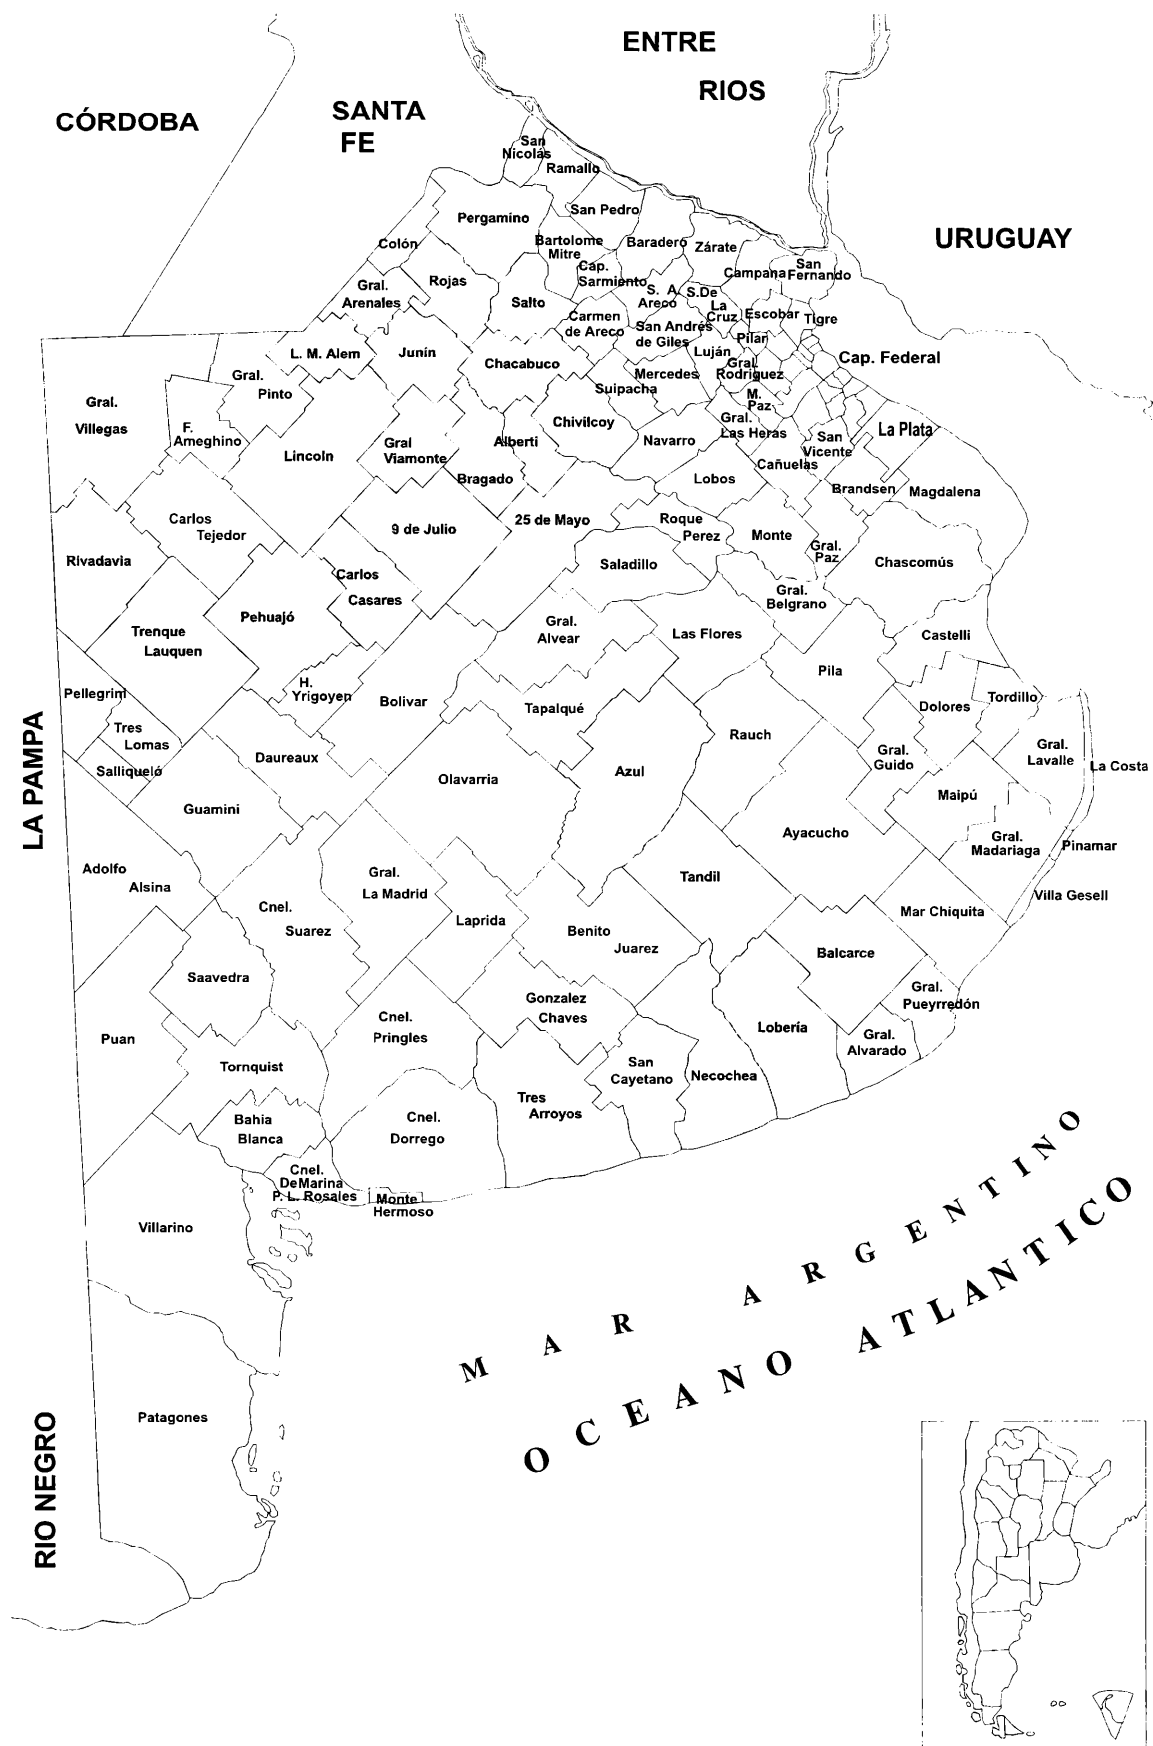 ENTRE
RIOS
CÓRDOBA
SANTA
FE
URUGUAY
San
Nicolás
Ramallo
San Pedro
Pergamino
Colón
Bartolome
Mitre
Baradero
Zárate
Campana
San
Fernando
Rojas
Gral.
Arenales
Salto
Cap.
Sarmiento
S. A.
Areco
S.De
La
Cruz
Escobar
Tigre
Carmen
de Areco
San Andrés
de Giles
Pilar
Luján
Gral.
Rodriguez
Cap. Federal
L. M. Alem
Junín
Chacabuco
Mercedes
Suipacha
M.
Paz
Gral.
Pinto
Gral.
Villegas
F.
Ameghino
Lincoln
Gral
Viamonte
Alberti
Chivilcoy
Navarro
Gral.
Las Heras
San
Vicente
La Plata
Cañuelas
Bragado
Lobos
Brandsen
Magdalena
Carlos
Tejedor
9 de Julio
25 de Mayo
Roque
Perez
Monte
Gral.
Paz
Chascomús
Rivadavia
Saladillo
Carlos
Casares
Gral.
Belgrano
Pehuajó
Trenque
Lauquen
Gral.
Alvear
Las Flores
Castelli
Pila
Pellegrini
H.
Yrigoyen
Bolivar
Tapalqué
Dolores
Tordillo
Tres
Lomas
Salliqueló
Daureaux
Rauch
Gral.
Guido
Gral.
Lavalle
La Costa
LA PAMPA
Olavarria
Azul
Guamini
Maipú
Ayacucho
Gral.
Madariaga
Pinamar
Adolfo
Alsina
Gral.
La Madrid
Tandil
Villa Gesell
Cnel.
Suarez
Laprida
Benito
Juarez
Mar Chiquita
Balcarce
Saavedra
Gonzalez
Chaves
Gral.
Pueyrredón
Puan
Cnel.
Pringles
Lobería
Gral.
Alvarado
Tornquist
San
Cayetano
Necochea
Tres
Arroyos
Bahia
Blanca
Cnel.
Dorrego
Cnel.
DeMarina
P. L. Rosales
Monte
Hermoso
Villarino
MAR ARGENTINO
OCEANO ATLANTICO
Patagones
RIO NEGRO